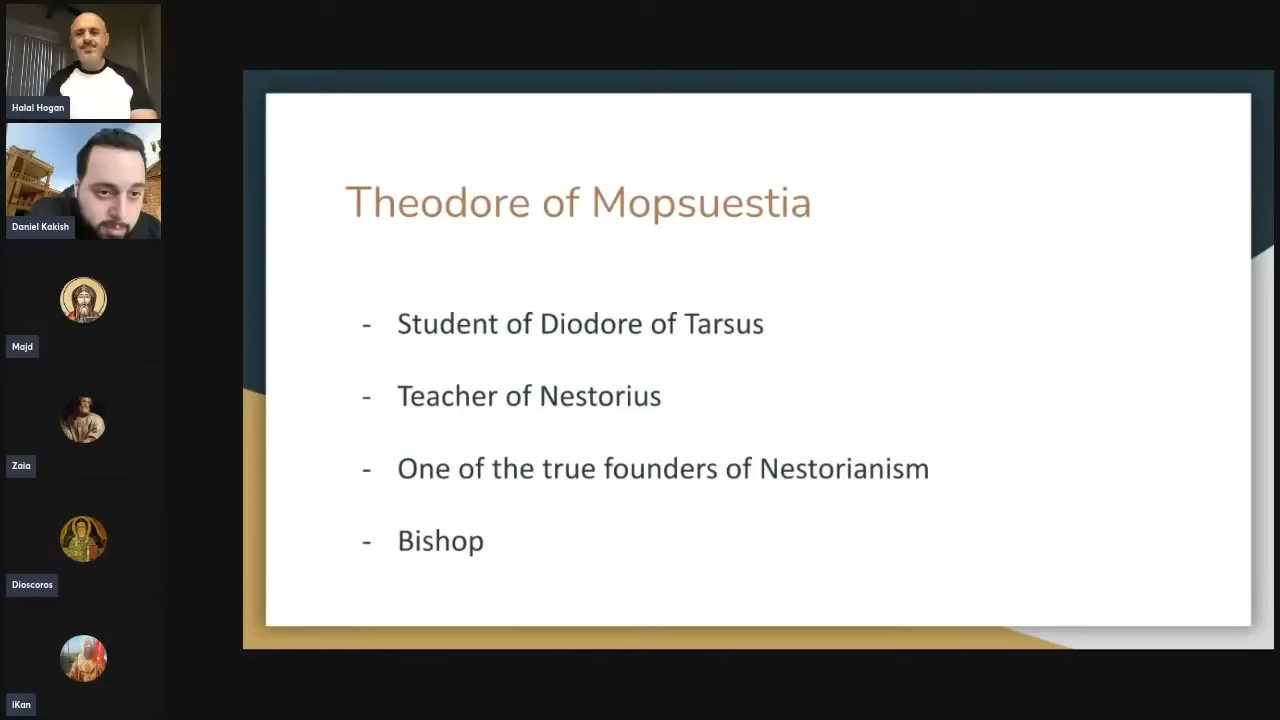 Halal Hogan
Daniel Kakish
Majd
Zaia
Dioscoros
iKan
Theodore of Mopsuestia
- Student of Diodore of Tarsus
- Teacher of Nestorius
- One of the true founders of Nestorianism
- Bishop